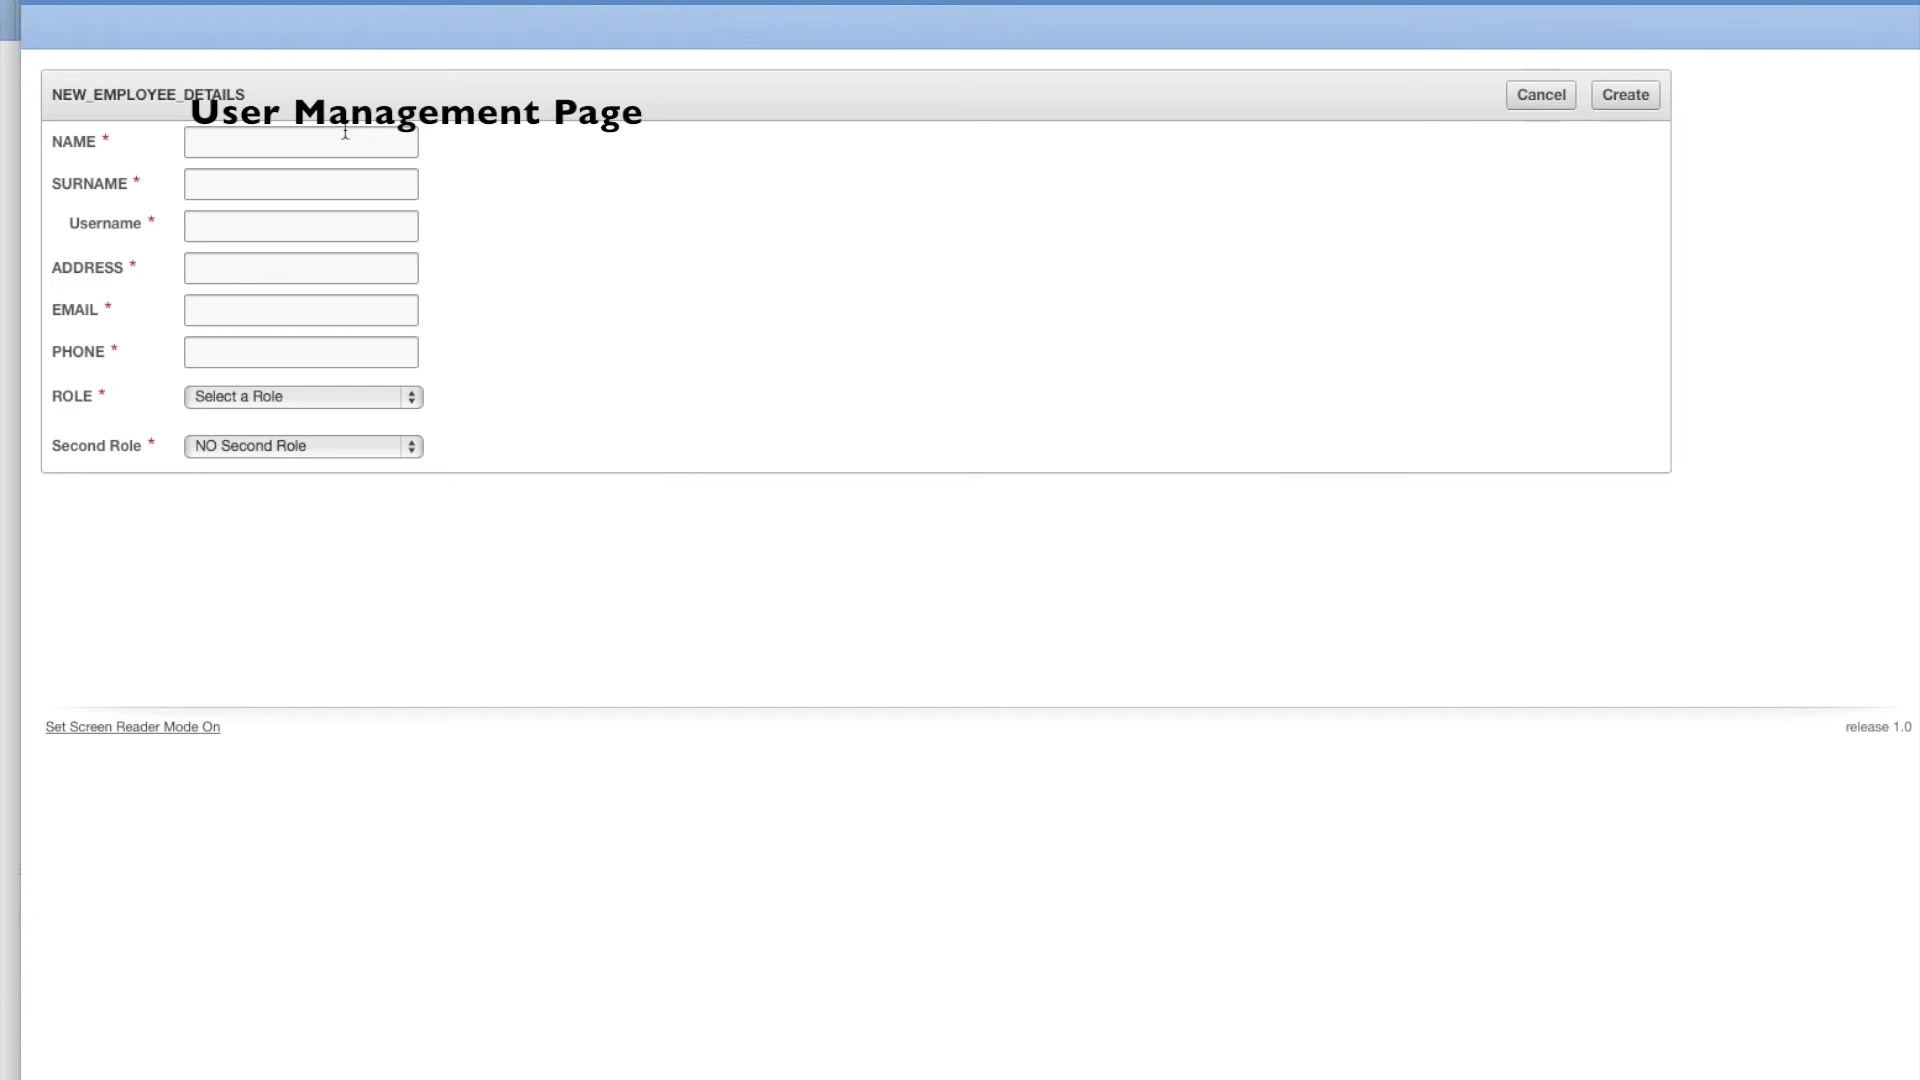 NEW_EMPLOYEE_DETAILS
Cancel
Create
User Management Page
NAME *
SURNAME *
Username *
ADDRESS *
EMAIL *
PHONE *
ROLE * Select a Role
Second Role * NO Second Role
Set Screen Reader Mode On
release 1.0